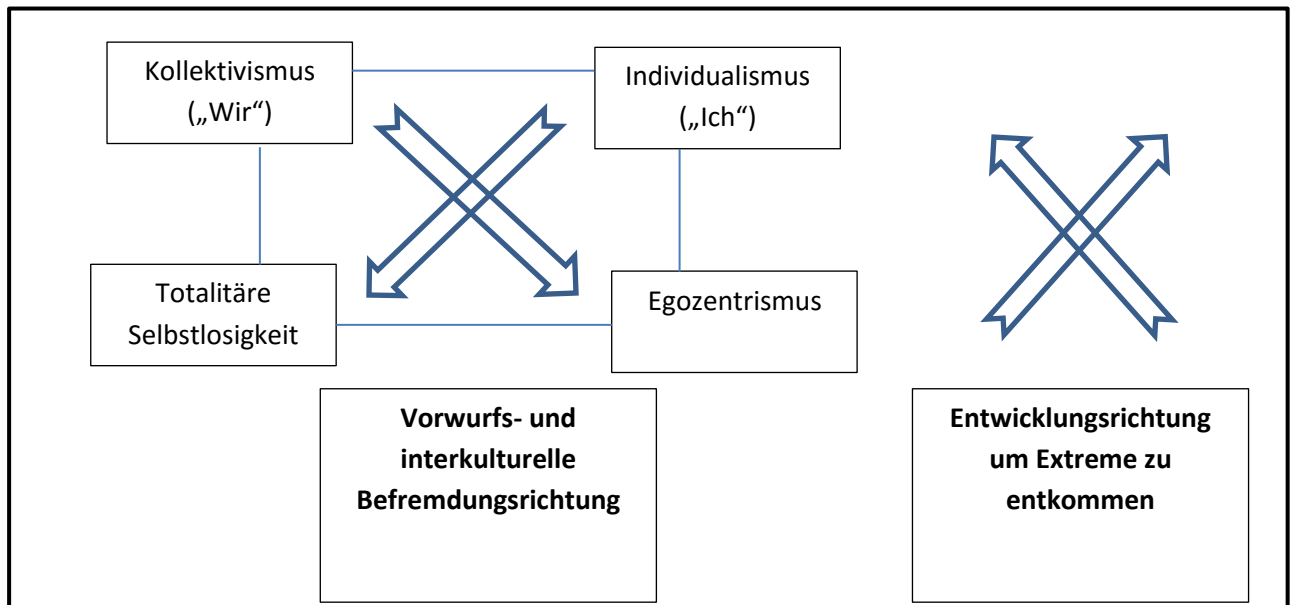 Kollektivismus
(„Wir“)
Individualismus
(„Ich“)
Totalitäre
Selbstlosigkeit
Egozentrismus
Vorwurfs- und
interkulturelle
Befremdungsrichtung
Entwicklungsrichtung
um Extreme zu
entkommen